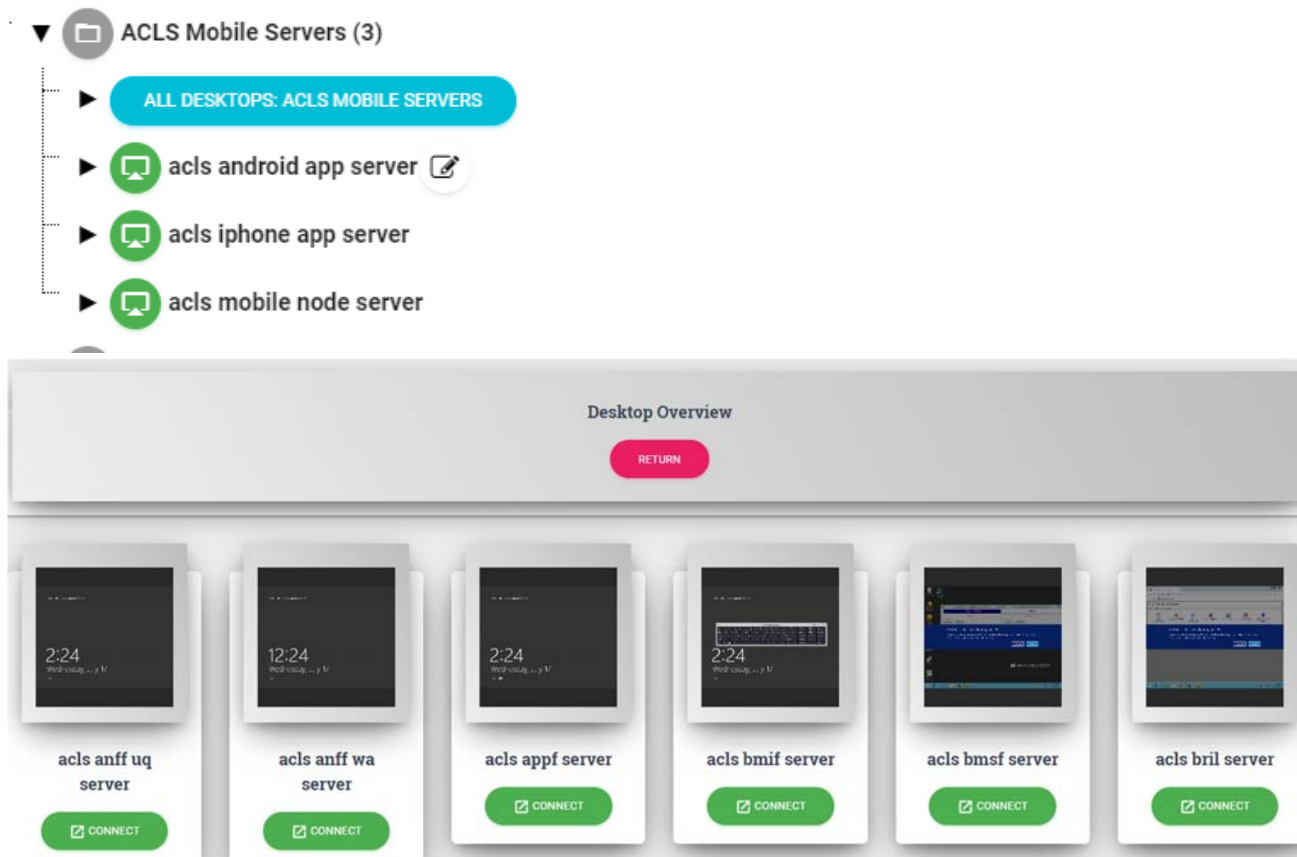 ACLS Mobile Servers (3)
ALL DESKTOPS: ACLS MOBILE SERVERS
acls android app server
acls iphone app server
acls mobile node server
Desktop Overview
RETURN
2:24
12:24
2:24
2:24
acls anff uq
server
acls anff wa
server
acls appf server
acls bmif server
acls bmsf server
acls bril server
CONNECT
CONNECT
CONNECT
CONNECT
CONNECT
CONNECT